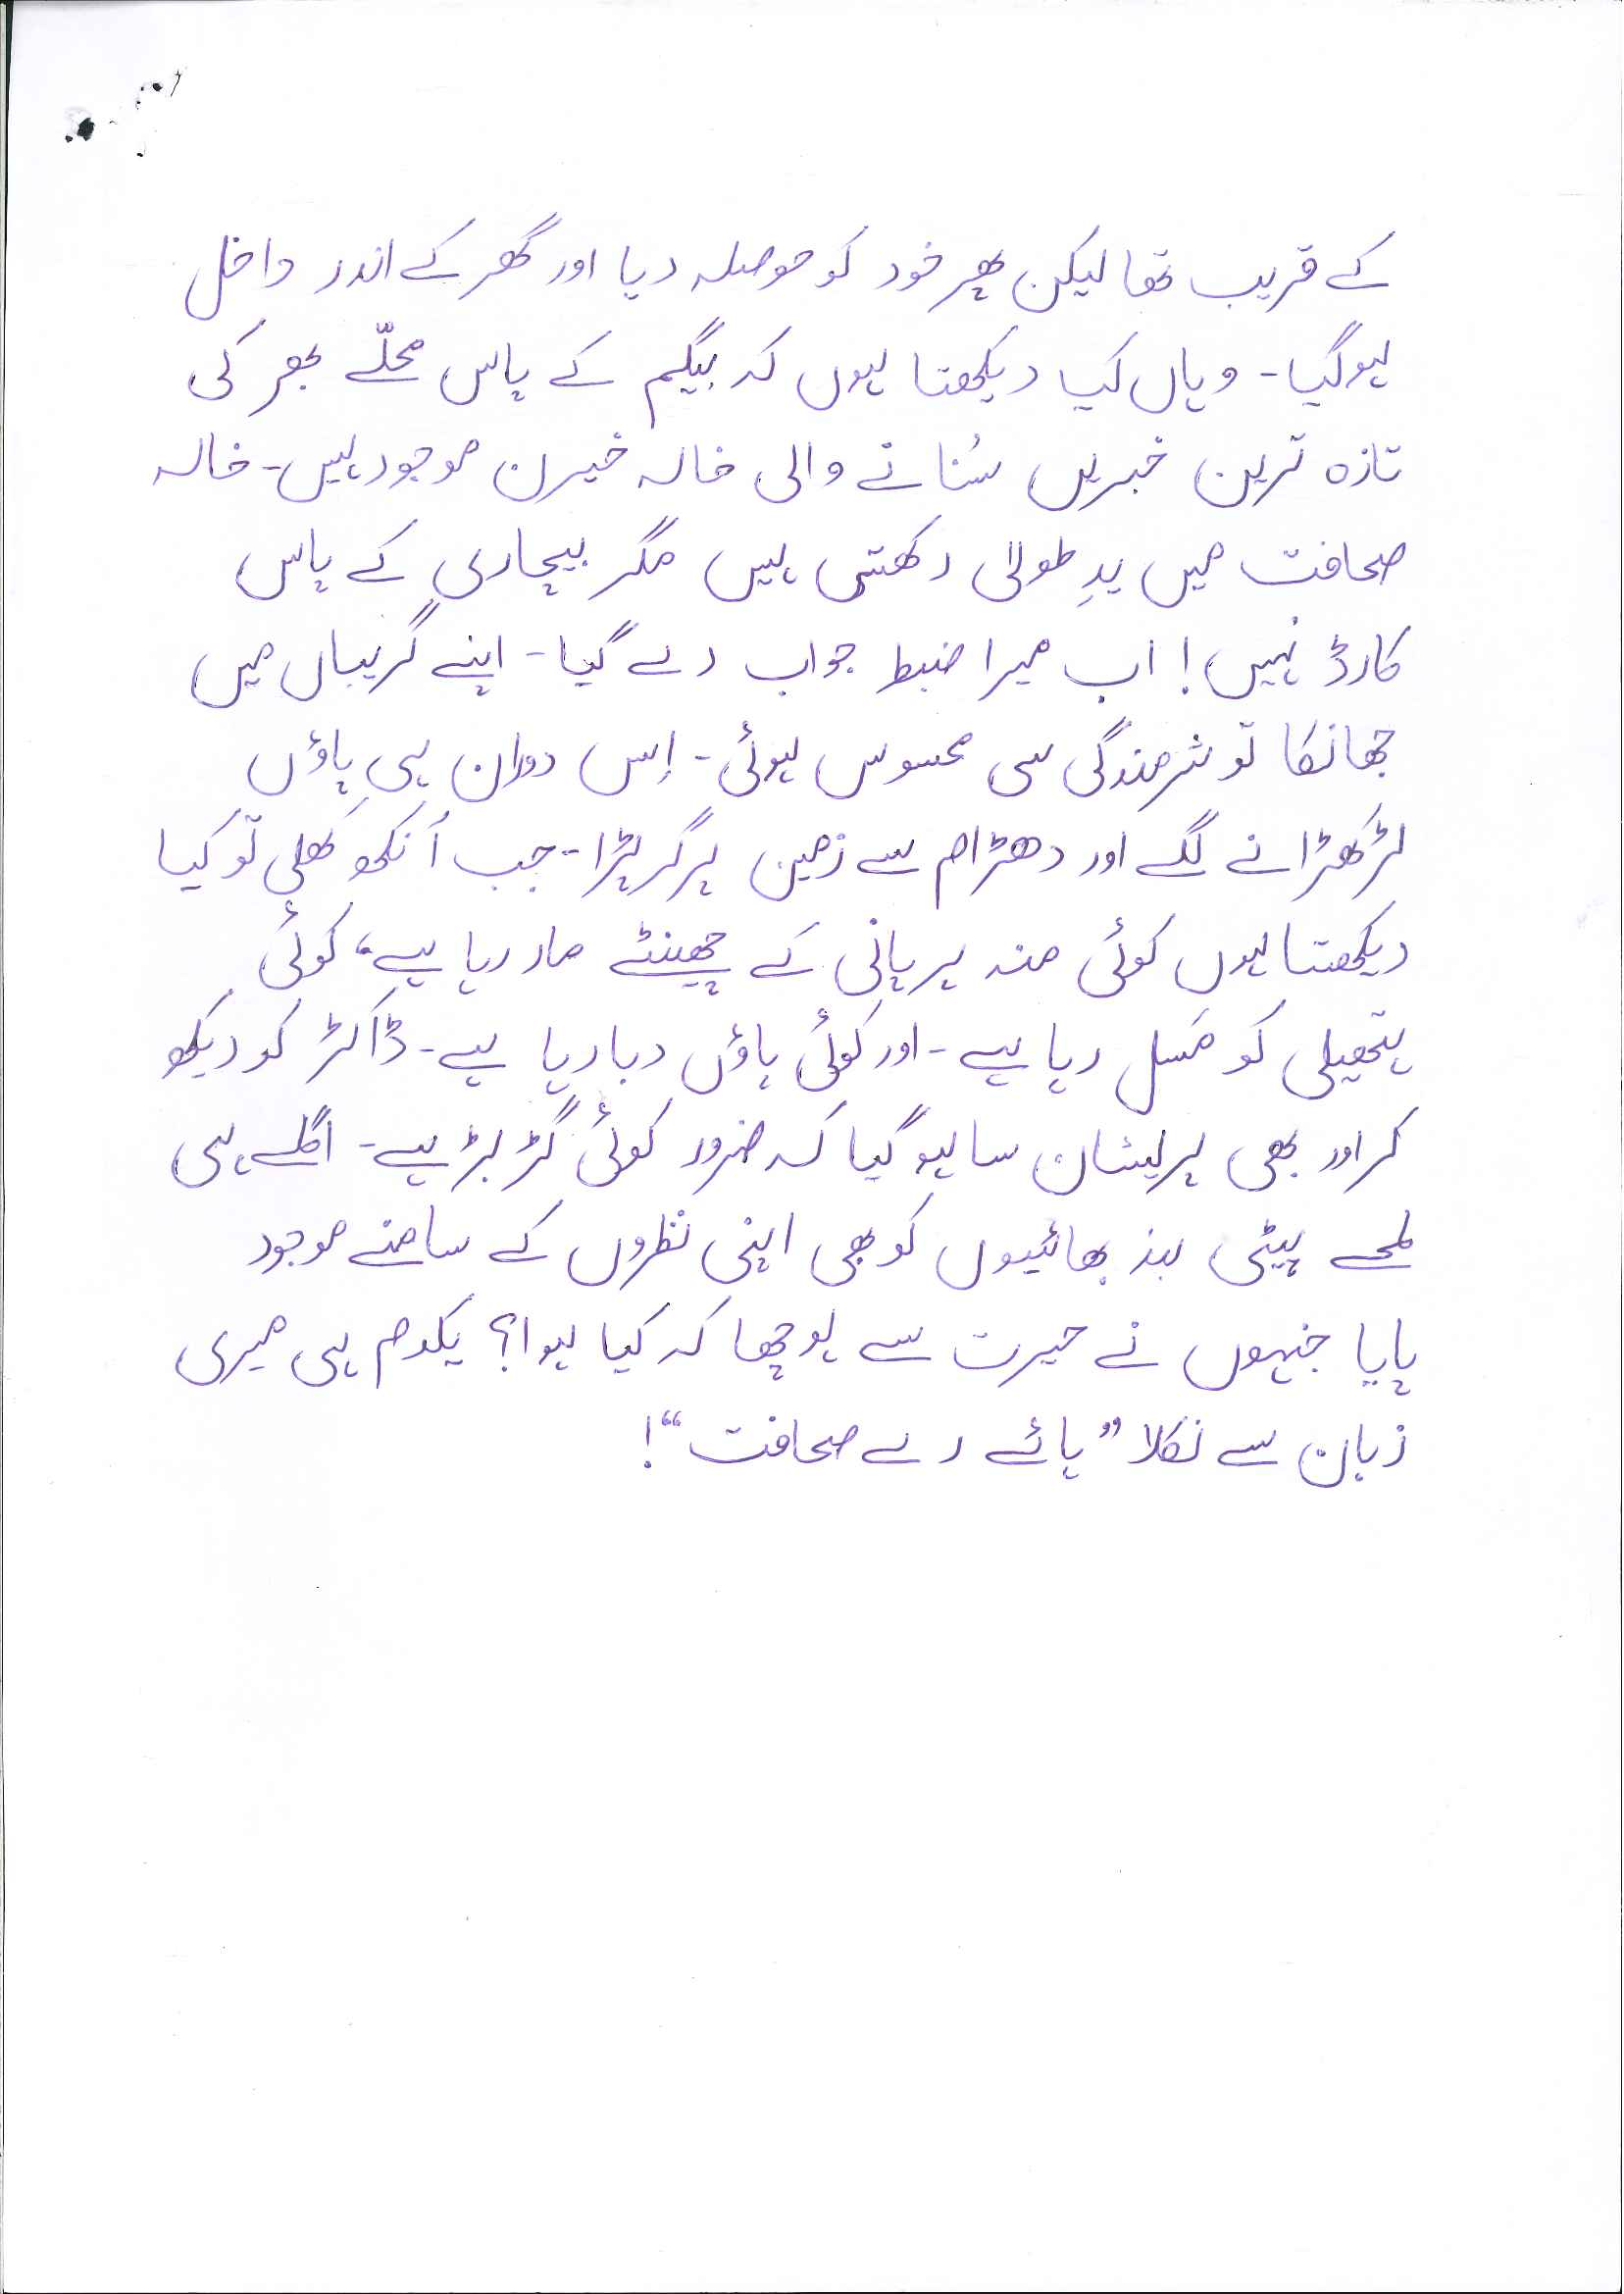 کے قریب تھا لیکن پھر خود کو حوصلہ دیا اور گھر کے اندر داخل
ہوگیا۔ وہاں کیا دیکھتا ہوں کہ بیگم کے پاس محلّے بھر کی
تازہ ترین خبریں سُنانے والی خالہ خیرن موجود ہیں۔ خالہ
صحافت میں یدِ طولیٰ رکھتی ہیں مگر بیچاری کے پاس
کارڈ نہیں! اب میرا ضبط جواب دے گیا۔ اپنے گریباں میں
جھانکا تو شرمندگی سی محسوس ہوئی۔ اِس دوران ہی پاؤں
لڑکھڑانے لگے اور دھڑام سے زمین پر گر پڑا۔ جب آنکھ کھلی تو کیا
دیکھتا ہوں کوئی منہ پر پانی کے چھینٹے مار رہا ہے، کوئی
ہتھیلی کو مَسل رہا ہے۔ اور کوئی پاؤں دبا رہا ہے۔ ڈاکڑ کو دیکھ
کر اور بھی پریشان سا ہو گیا کہ ضرور کوئی گڑ بڑ ہے۔ اگلے ہی
لمحے پیٹی بند بھائیوں کو بھی اپنی نظروں کے سامنے موجود
پایا جنہوں نے حیرت سے پوچھا کہ کیا ہوا؟ یکدم ہی میری
زبان سے نکلا ”ہائے رے صحافت“!